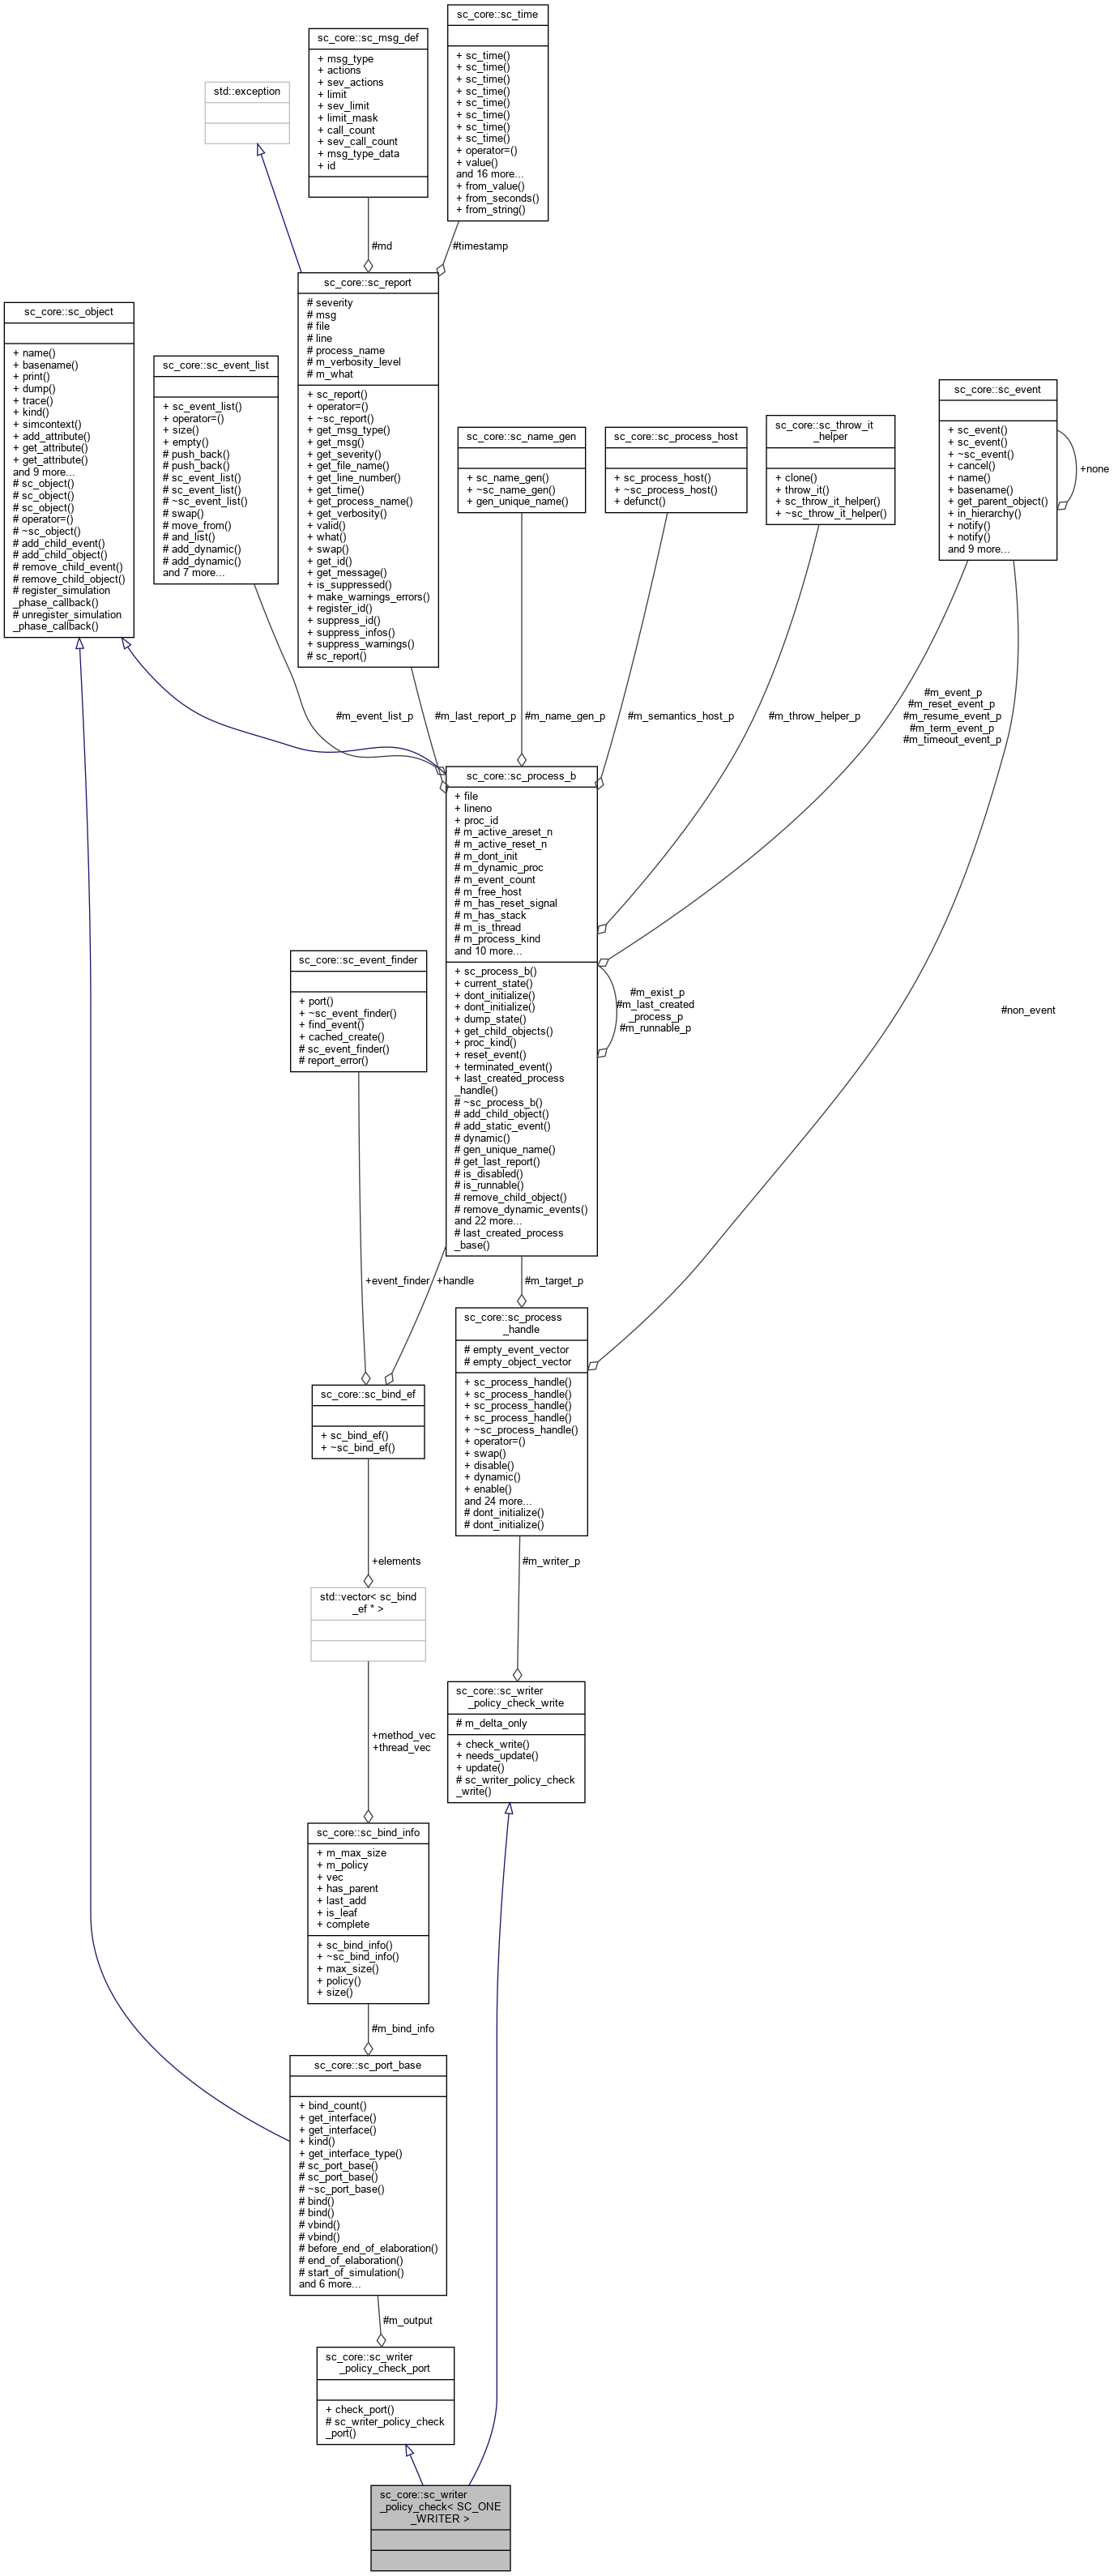 sc_core::sc_time
+ sc_time()
+ sc_time()
+ sc_time()
+ sc_time()
+ sc_time()
+ sc_time()
+ sc_time()
+ sc_time()
+ operator=()
+ value()
and 16 more...
+ from_value()
+ from_seconds()
+ from_string()
sc_core::sc_msg_def
+ msg_type
+ actions
+ sev_actions
+ limit
+ sev_limit
+ limit_mask
+ call_count
+ sev_call_count
+ msg_type_data
+ id
std::exception
#md
#timestamp
sc_core::sc_report
# severity
# msg
# file
# line
# process_name
# m_verbosity_level
# m_what
+ sc_report()
+ operator=()
+ ~sc_report()
+ get_msg_type()
+ get_msg()
+ get_severity()
+ get_file_name()
+ get_line_number()
+ get_time()
+ get_process_name()
+ get_verbosity()
+ valid()
+ what()
+ swap()
+ get_id()
+ get_message()
+ is_suppressed()
+ make_warnings_errors()
+ register_id()
+ suppress_id()
+ suppress_infos()
+ suppress_warnings()
# sc_report()
sc_core::sc_object
+ name()
+ basename()
+ print()
+ dump()
+ trace()
+ kind()
+ simcontext()
+ add_attribute()
+ get_attribute()
+ get_attribute()
and 9 more...
# sc_object()
# sc_object()
# sc_object()
# operator=()
# ~sc_object()
# add_child_event()
# add_child_object()
# remove_child_event()
# remove_child_object()
# register_simulation
_phase_callback()
# unregister_simulation
_phase_callback()
sc_core::sc_event_list
+ sc_event_list()
+ operator=()
+ size()
+ empty()
# push_back()
# push_back()
# sc_event_list()
# sc_event_list()
# ~sc_event_list()
# swap()
# move_from()
# and_list()
# add_dynamic()
# add_dynamic()
and 7 more...
sc_core::sc_name_gen
+ sc_name_gen()
+ ~sc_name_gen()
+ gen_unique_name()
sc_core::sc_process_host
+ sc_process_host()
+ ~sc_process_host()
+ defunct()
sc_core::sc_throw_it
_helper
+ clone()
+ throw_it()
+ sc_throw_it_helper()
+ ~sc_throw_it_helper()
sc_core::sc_event
+ sc_event()
+ sc_event()
+ ~sc_event()
+ cancel()
+ name()
+ basename()
+ get_parent_object()
+ in_hierarchy()
+ notify()
+ notify()
and 9 more...
+none
#m_event_list_p
#m_last_report_p
#m_name_gen_p
#m_semantics_host_p
#m_throw_helper_p
#m_event_p
#m_reset_event_p
#m_resume_event_p
#m_term_event_p
#m_timeout_event_p
sc_core::sc_process_b
+ file
+ lineno
+ proc_id
# m_active_areset_n
# m_active_reset_n
# m_dont_init
# m_dynamic_proc
# m_event_count
# m_free_host
# m_has_reset_signal
# m_has_stack
# m_is_thread
# m_process_kind
and 10 more...
+ sc_process_b()
+ current_state()
+ dont_initialize()
+ dont_initialize()
+ dump_state()
+ get_child_objects()
+ proc_kind()
+ reset_event()
+ terminated_event()
+ last_created_process
_handle()
# ~sc_process_b()
# add_child_object()
# add_static_event()
# dynamic()
# gen_unique_name()
# get_last_report()
# is_disabled()
# is_runnable()
# remove_child_object()
# remove_dynamic_events()
and 22 more...
# last_created_process
_base()
#m_exist_p
#m_last_created
_process_p
#m_runnable_p
#non_event
sc_core::sc_event_finder
+ port()
+ ~sc_event_finder()
+ find_event()
+ cached_create()
# sc_event_finder()
# report_error()
+event_finder
+handle
#m_target_p
sc_core::sc_process
_handle
# empty_event_vector
# empty_object_vector
+ sc_process_handle()
+ sc_process_handle()
+ sc_process_handle()
+ sc_process_handle()
+ ~sc_process_handle()
+ operator=()
+ swap()
+ disable()
+ dynamic()
+ enable()
and 24 more...
# dont_initialize()
# dont_initialize()
sc_core::sc_bind_ef
+ sc_bind_ef()
+ ~sc_bind_ef()
+elements
#m_writer_p
std::vector< sc_bind
_ef * >
sc_core::sc_writer
_policy_check_write
# m_delta_only
+ check_write()
+ needs_update()
+ update()
# sc_writer_policy_check
_write()
+method_vec
+thread_vec
sc_core::sc_bind_info
+ m_max_size
+ m_policy
+ vec
+ has_parent
+ last_add
+ is_leaf
+ complete
+ sc_bind_info()
+ ~sc_bind_info()
+ max_size()
+ policy()
+ size()
#m_bind_info
sc_core::sc_port_base
+ bind_count()
+ get_interface()
+ get_interface()
+ kind()
+ get_interface_type()
# sc_port_base()
# sc_port_base()
# ~sc_port_base()
# bind()
# bind()
# vbind()
# vbind()
# before_end_of_elaboration()
# end_of_elaboration()
# start_of_simulation()
and 6 more...
#m_output
sc_core::sc_writer
_policy_check_port
+ check_port()
# sc_writer_policy_check
_port()
sc_core::sc_writer
_policy_check< SC_ONE
_WRITER >